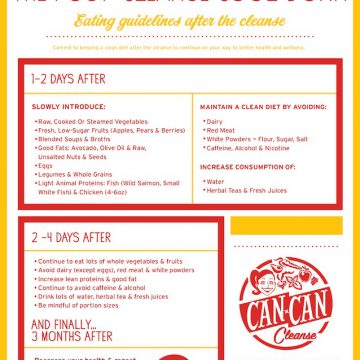 Eating guidelines after the cleanse
Commit to keeping a clean diet after the cleanse to continue on your way to better health and wellness.
1-2 DAYS AFTER
SLOWLY INTRODUCE:
• Raw, Cooked Or Steamed Vegetables
• Fresh, Low-Sugar Fruits (Apples, Pears & Berries)
• Blended Soups & Broths
• Good Fats: Avocado, Olive Oil & Raw,
Unsalted Nuts & Seeds
• Eggs
• Legumes & Whole Grains
• Light Animal Proteins: Fish (Wild Salmon, Small
White Fish) & Chicken (4-6oz)
MAINTAIN A CLEAN DIET BY AVOIDING:
• Dairy
• Red Meat
• White Powders – Flour, Sugar, Salt
• Caffeine, Alcohol & Nicotine
INCREASE CONSUMPTION OF:
• Water
• Herbal Teas & Fresh Juices
2 -4 DAYS AFTER
• Continue to eat lots of whole vegetables & fruits
• Avoid dairy (except eggs), red meat & white powders
• Increase lean proteins & good fat
• Continue to avoid caffeine & alcohol
• Drink lots of water, herbal tea & fresh juices
• Be mindful of portion sizes
AND FINALLY...
3 MONTHS AFTER
CAN CAN
Cleanse